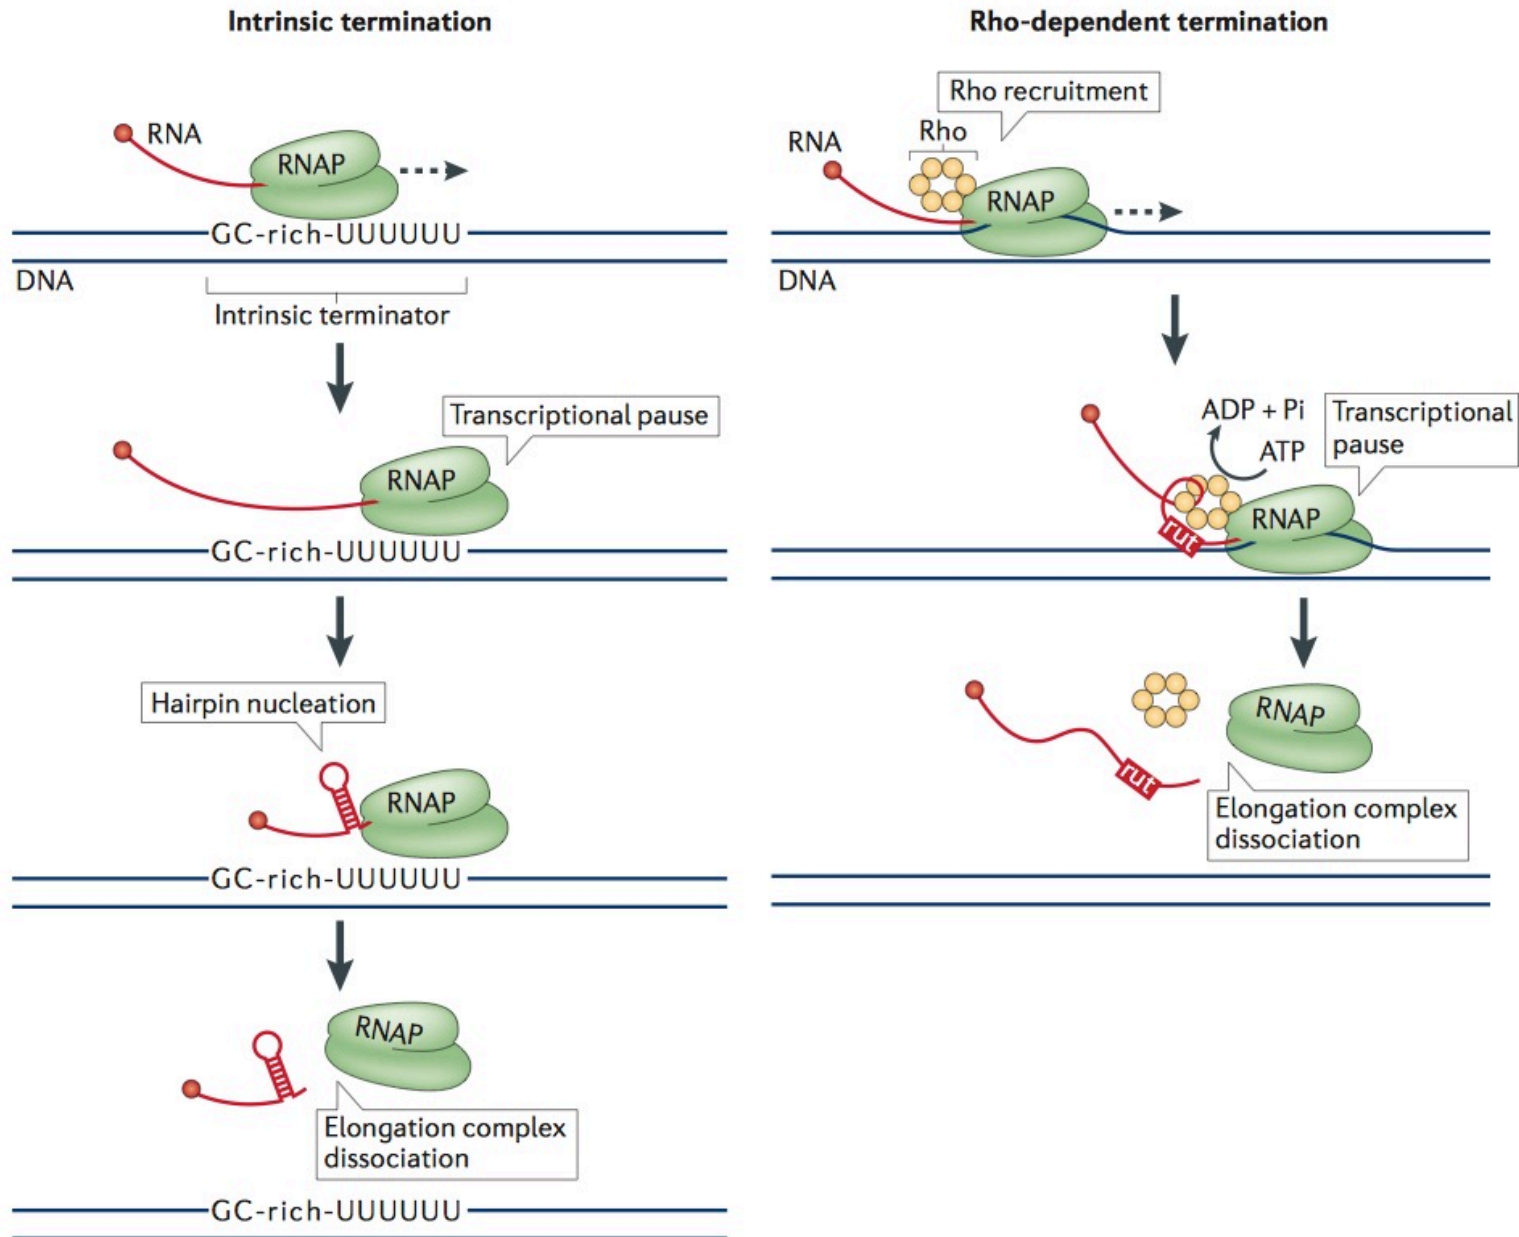 Intrinsic termination
RNA
RNAP
GC-rich-UUUUUU
DNA
Intrinsic terminator
Transcriptional pause
RNAP
GC-rich-UUUUUU
Hairpin nucleation
RNAP
GC-rich-UUUUUU
RNAP
Elongation complex
dissociation
GC-rich-UUUUUU
Rho-dependent termination
Rho recruitment
Rho
RNA
RNAP
DNA
ADP + Pi
ATP
Transcriptional
pause
RNAP
rut
RNAP
rut
Elongation complex
dissociation